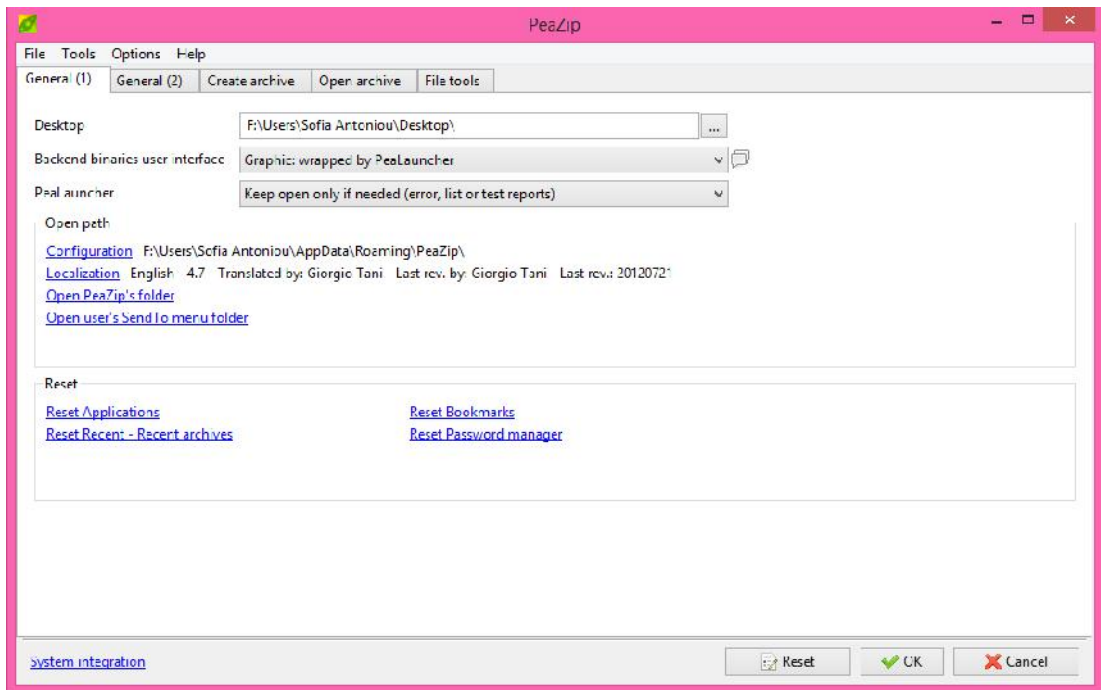 PeaZip
File Tools Options Help
General (1) General (2) Create archive Open archive File tools
Desktop F:\Users\Sofia Antoniou\Desktop\ ...
Backend binaries user interface Graphic: wrapped by PeaLauncher
PeaLauncher Keep open only if needed (error, list or test reports)
Open path
Configuration F:\Users\Sofia Antoniou\AppData\Roaming\PeaZip\
Localization English 4.7 Translated by: Giorgio Tani Last rev. by: Giorgio Tani Last rev.: 20120721
Open PeaZip's folder
Open user's SendTo menu folder
Reset
Reset Applications Reset Bookmarks
Reset Recent - Recent archives Reset Password manager
System integration Reset OK Cancel